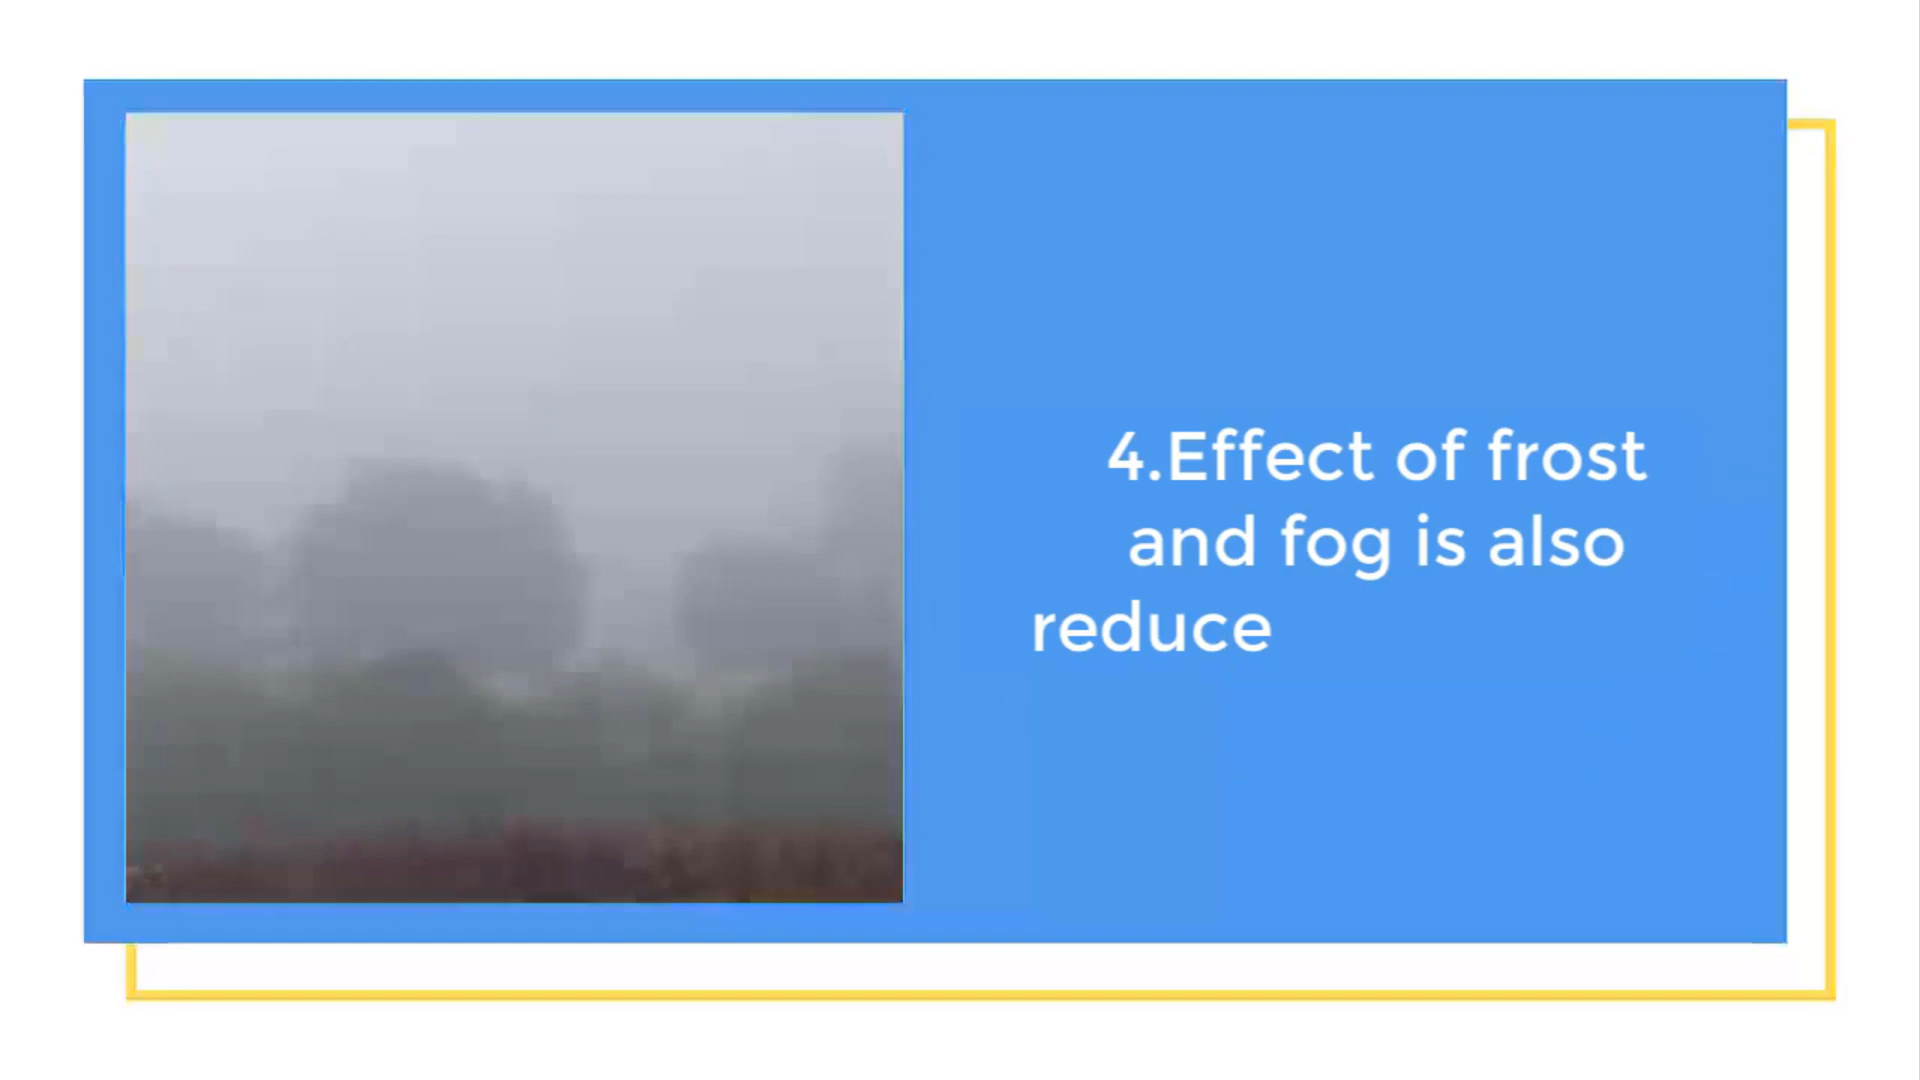 4.Effect of frost
and fog is also
reduce